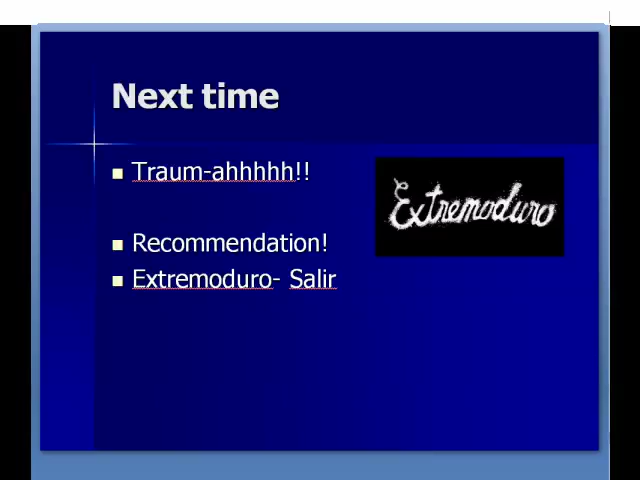 Next time
Traum-ahhhhh!!
Extremoduro
Recommendation!
Extremoduro- Salir